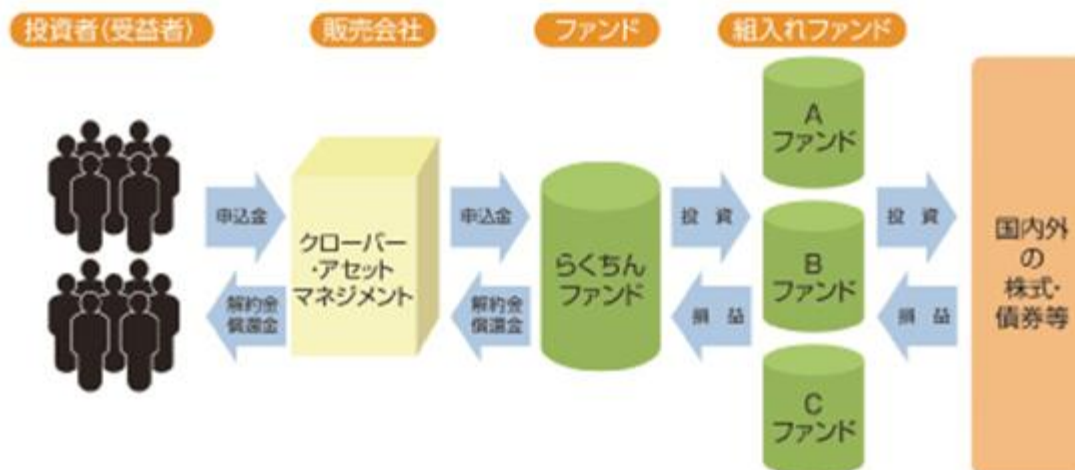 投資者(受益者)
販売会社
ファンド
組入れファンド
申込金
解約金
償還金
クローバー
・アセット
マネジメント
申込金
解約金
償還金
らくちん
ファンド
投 資
損 益
A
ファンド
B
ファンド
C
ファンド
投 資
損 益
国内外
の
株式・
債券等